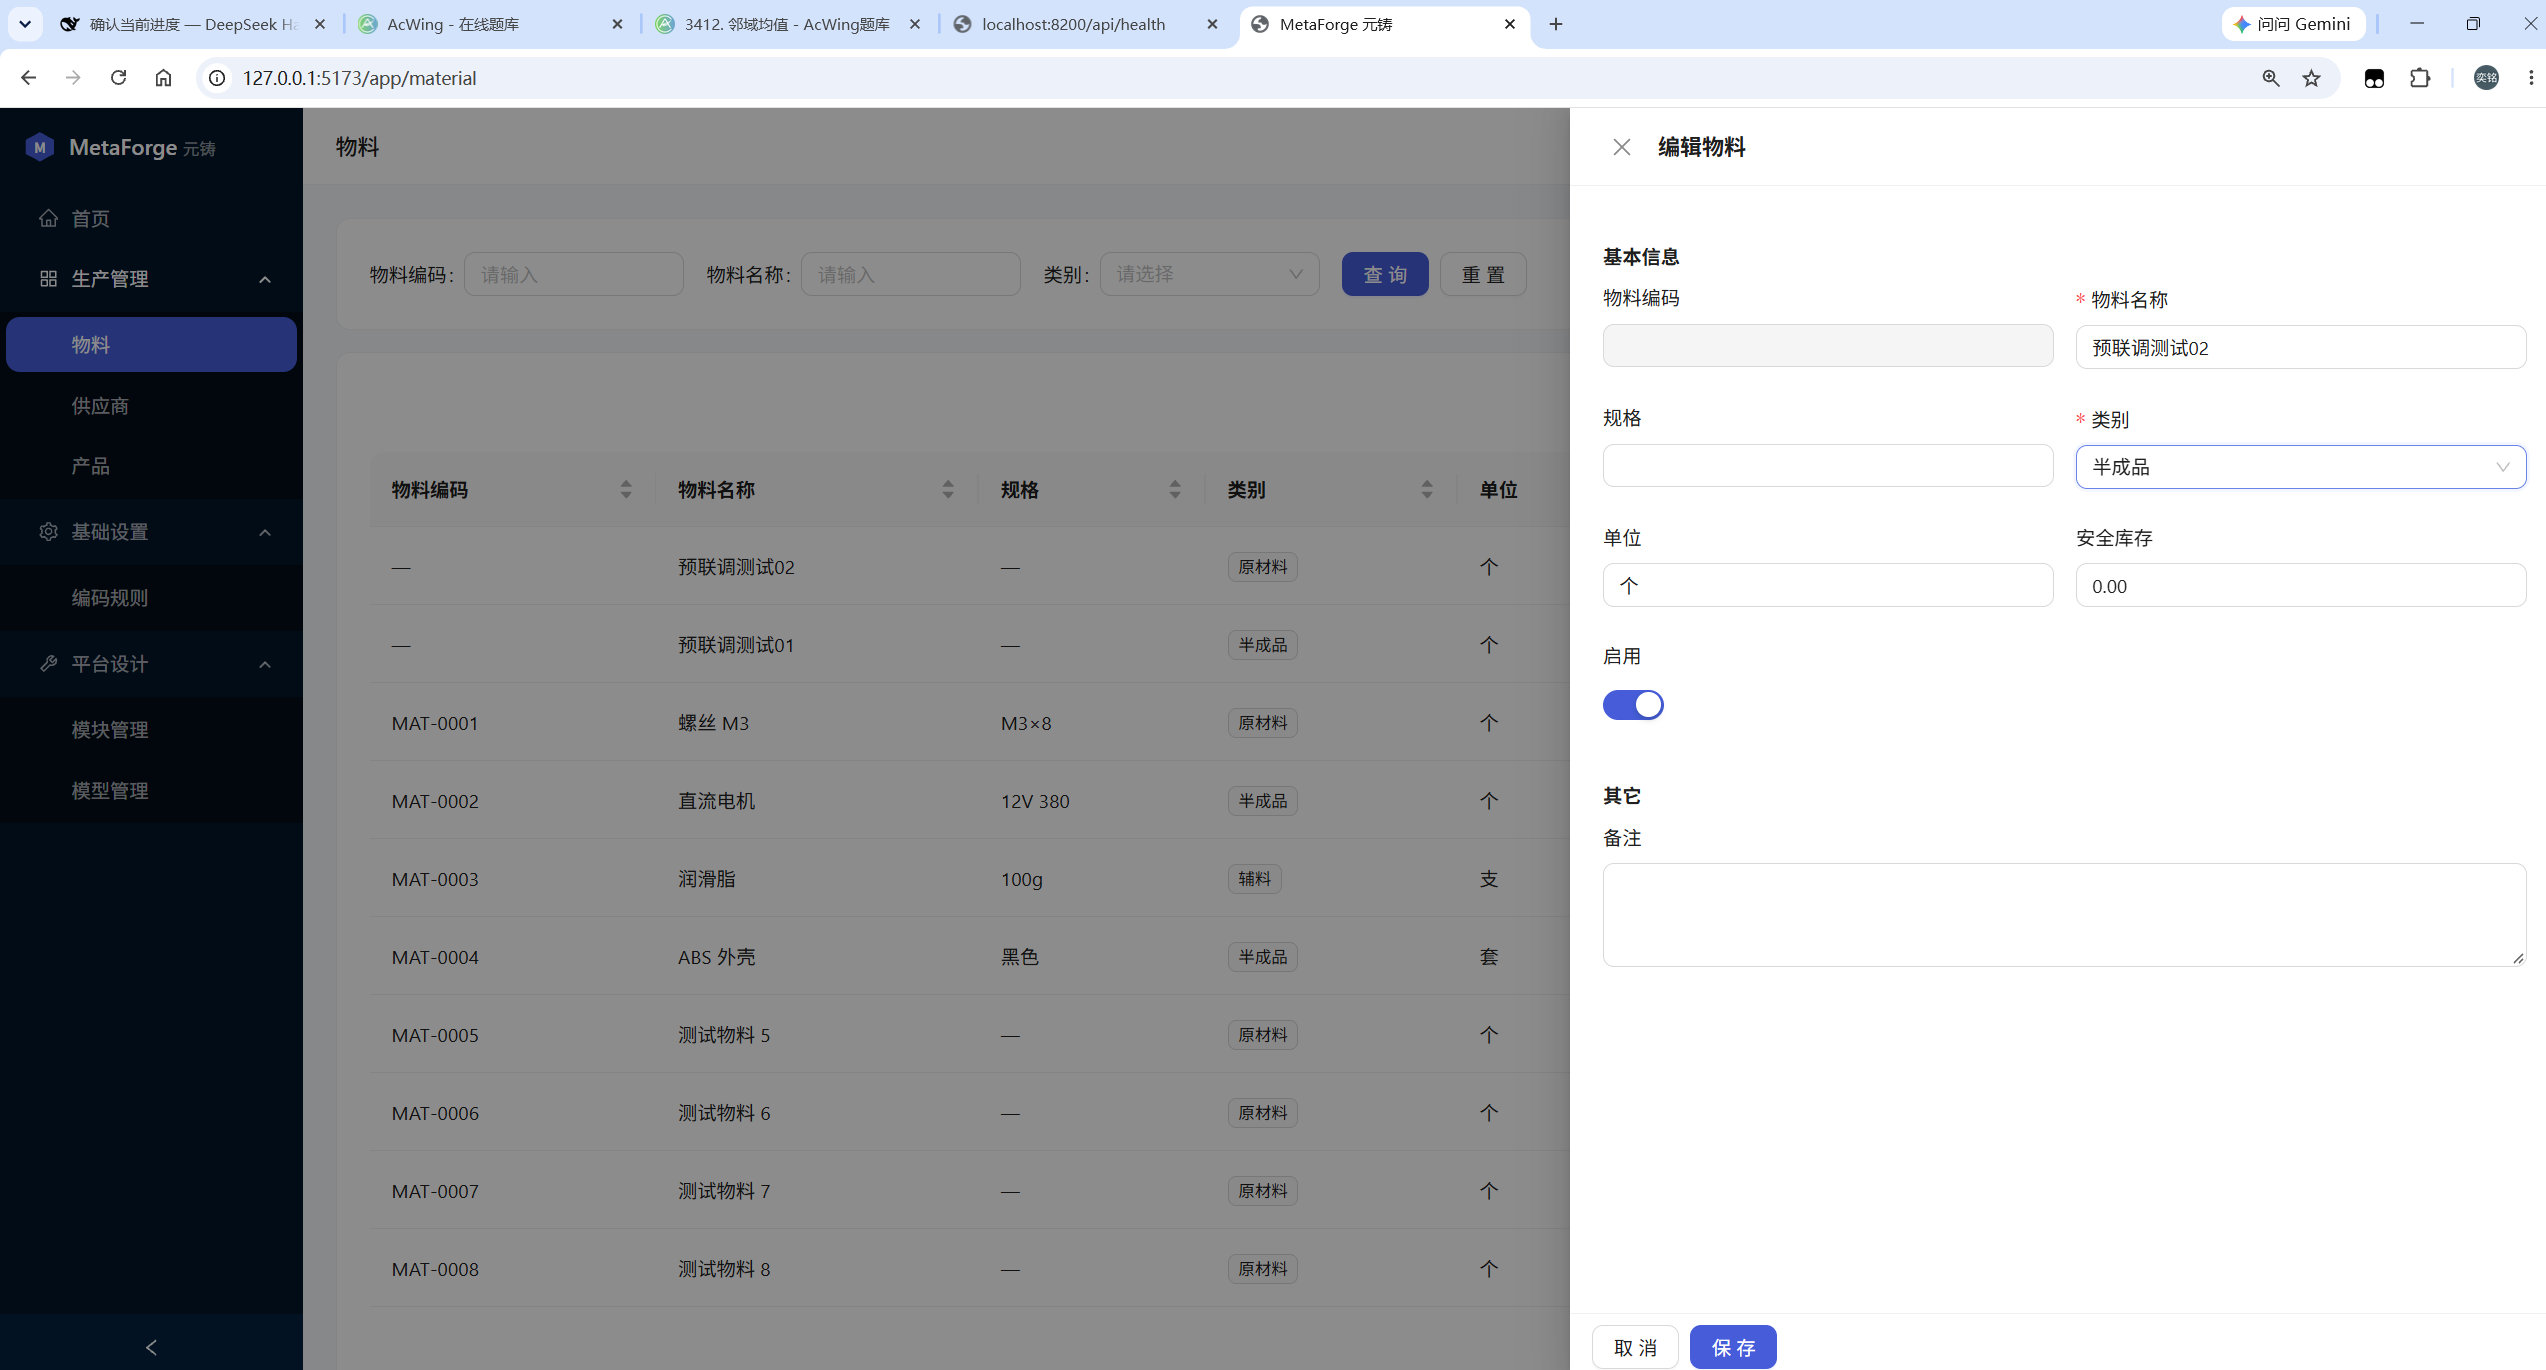 确认当前进度 — DeepSeek Ha
AcWing - 在线题库
3412. 邻域均值 - AcWing题库
localhost:8200/api/health
MetaForge 元铸
问问 Gemini
127.0.0.1:5173/app/material
奕铭
M MetaForge 元铸
首页
生产管理
物料
供应商
产品
基础设置
编码规则
平台设计
模块管理
模型管理
物料
物料编码: 请输入 物料名称: 请输入 类别: 请选择 查 询 重 置
物料编码 物料名称 规格 类别 单位
— 预联调测试02 — 原材料 个
— 预联调测试01 — 半成品 个
MAT-0001 螺丝 M3 M3×8 原材料 个
MAT-0002 直流电机 12V 380 半成品 个
MAT-0003 润滑脂 100g 辅料 支
MAT-0004 ABS 外壳 黑色 半成品 套
MAT-0005 测试物料 5 — 原材料 个
MAT-0006 测试物料 6 — 原材料 个
MAT-0007 测试物料 7 — 原材料 个
MAT-0008 测试物料 8 — 原材料 个
编辑物料
基本信息
物料编码
* 物料名称
预联调测试02
规格
* 类别
半成品
单位
个
安全库存
0.00
启用
其它
备注
取 消 保 存